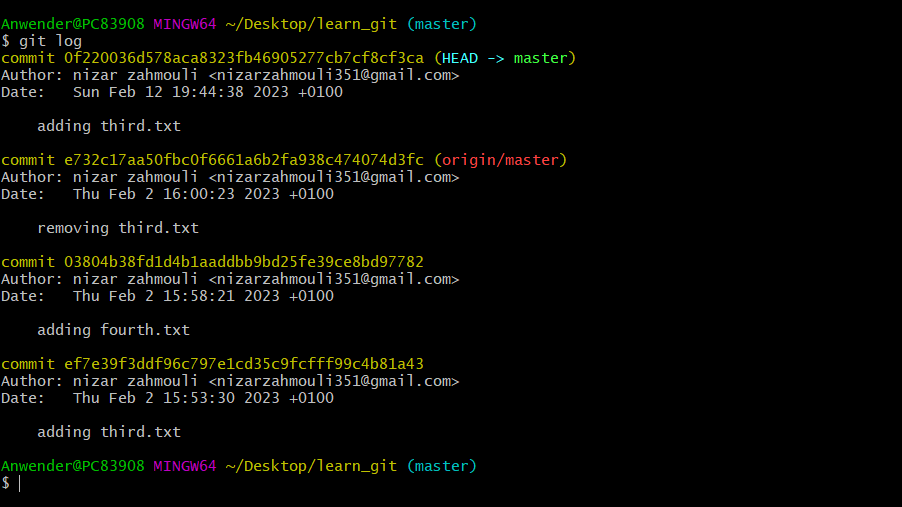 Anwender@PC83908 MINGW64 ~/Desktop/learn_git (master)
$ git log
commit 0f220036d578aca8323fb46905277cb7cf8cf3ca (HEAD -> master)
Author: nizar zahmouli <nizarzahmouli351@gmail.com>
Date:   Sun Feb 12 19:44:38 2023 +0100
    adding third.txt
commit e732c17aa50fbc0f6661a6b2fa938c474074d3fc (origin/master)
Author: nizar zahmouli <nizarzahmouli351@gmail.com>
Date:   Thu Feb 2 16:00:23 2023 +0100
    removing third.txt
commit 03804b38fd1d4b1aaddbb9bd25fe39ce8bd97782
Author: nizar zahmouli <nizarzahmouli351@gmail.com>
Date:   Thu Feb 2 15:58:21 2023 +0100
    adding fourth.txt
commit ef7e39f3ddf96c797e1cd35c9fcfff99c4b81a43
Author: nizar zahmouli <nizarzahmouli351@gmail.com>
Date:   Thu Feb 2 15:53:30 2023 +0100
    adding third.txt
Anwender@PC83908 MINGW64 ~/Desktop/learn_git (master)
$